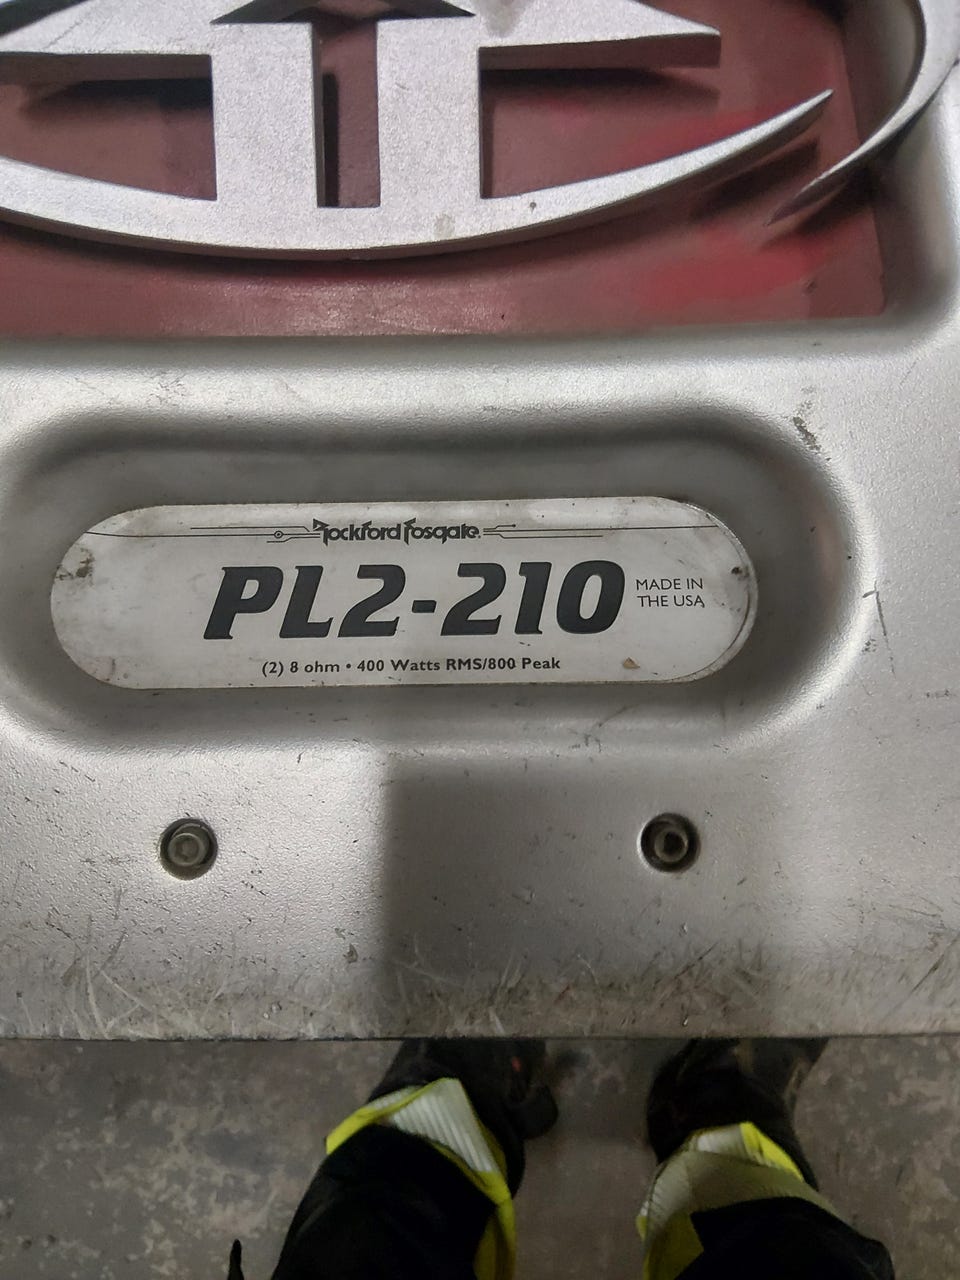 Rockford Fosgate
PL2-210
MADE IN
THE USA
(2) 8 ohm • 400 Watts RMS/800 Peak